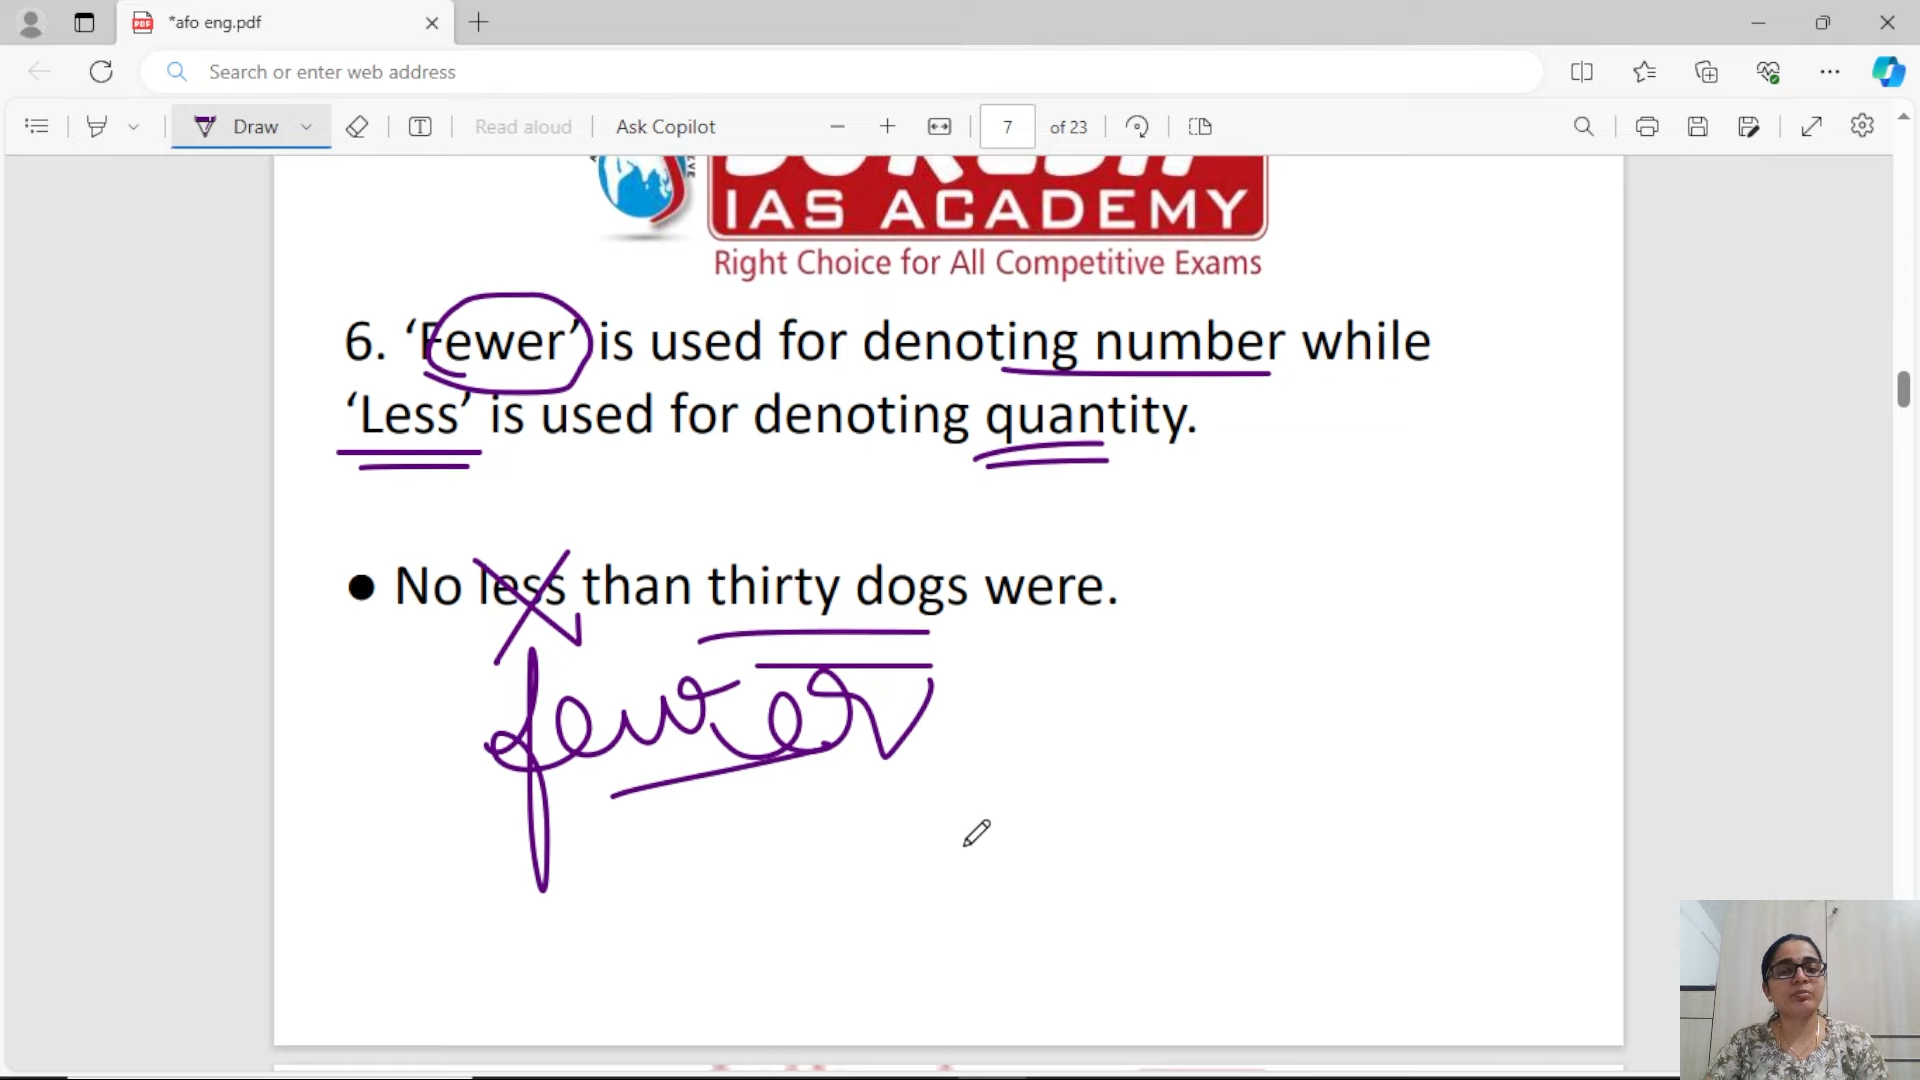 *afo eng.pdf
Search or enter web address
Draw
Read aloud
Ask Copilot
7 of 23
IAS ACADEMY
Right Choice for All Competitive Exams
6. ‘Fewer’ is used for denoting number while
‘Less’ is used for denoting quantity.
● No less than thirty dogs were.
fewer